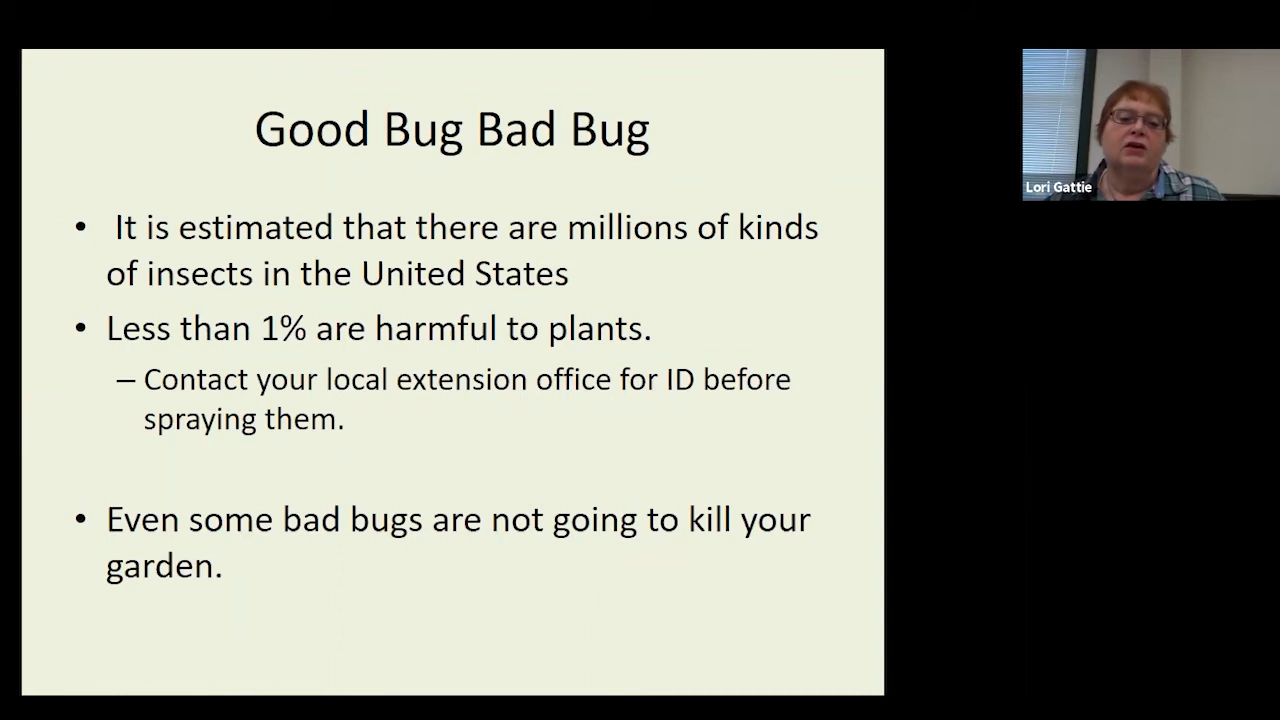 Good Bug Bad Bug
• It is estimated that there are millions of kinds
of insects in the United States
• Less than 1% are harmful to plants.
– Contact your local extension office for ID before
spraying them.
• Even some bad bugs are not going to kill your
garden.
Lori Gattie